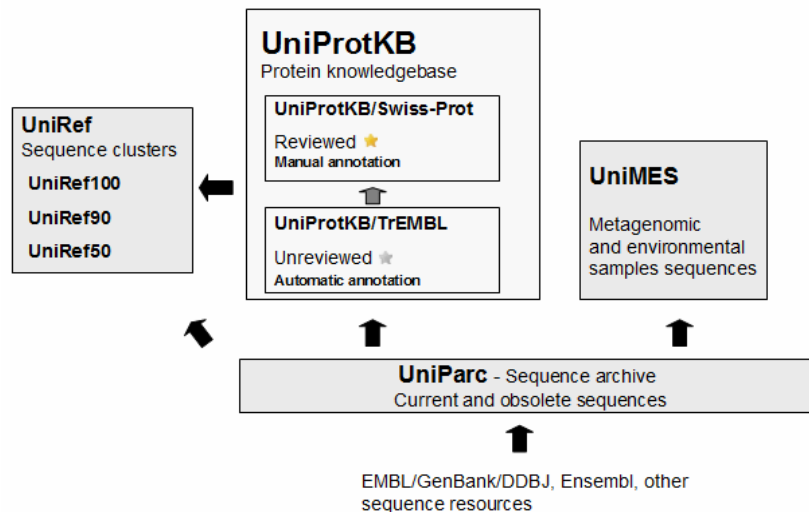 UniProtKB
Protein knowledgebase
UniProtKB/Swiss-Prot
Reviewed
Manual annotation
UniProtKB/TrEMBL
Unreviewed
Automatic annotation
UniRef
Sequence clusters
UniRef100
UniRef90
UniRef50
UniMES
Metagenomic
and environmental
samples sequences
UniParc - Sequence archive
Current and obsolete sequences
EMBL/GenBank/DDBJ, Ensembl, other
sequence resources